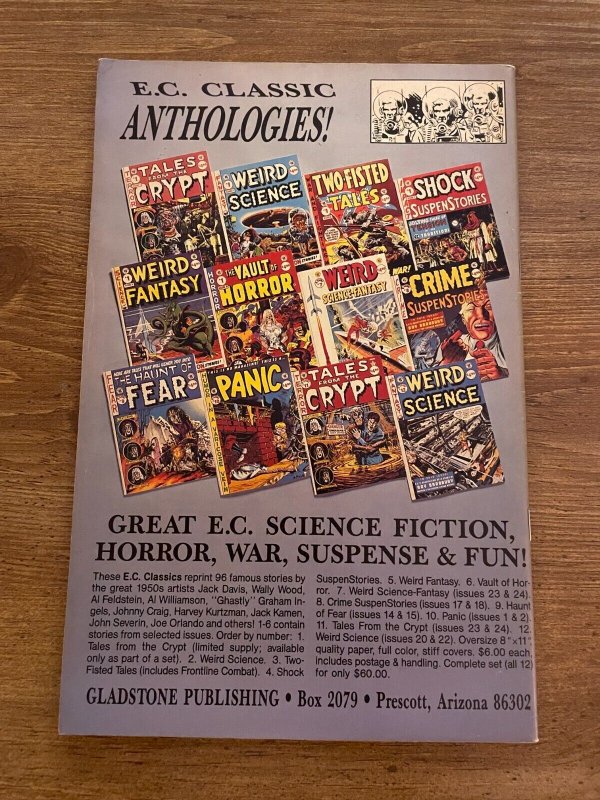 E.C. CLASSIC
ANTHOLOGIES!
TALES
FROM THE
CRYPT
WEIRD
SCIENCE
TWO-FISTED
TALES
SHOCK
SUSPENSTORIES
WEIRD
FANTASY
THE VAULT OF
HORROR
WEIRD
SCIENCE-FANTASY
WAR!
CRIME
SUSPENSTORIES
THE HAUNT OF
FEAR
PANIC
TALES
FROM THE
CRYPT
WEIRD
SCIENCE
RAY BRADBURY
GREAT E.C. SCIENCE FICTION,
HORROR, WAR, SUSPENSE & FUN!
These E.C. Classics reprint 96 famous stories by
the great 1950s artists Jack Davis, Wally Wood,
Al Feldstein, Al Williamson, "Ghastly" Graham In-
gels, Johnny Craig, Harvey Kurtzman, Jack Kamen,
John Severin, Joe Orlando and others! 1-6 contain
stories from selected issues. Order by number: 1.
Tales from the Crypt (limited supply; available
only as part of a set). 2. Weird Science. 3. Two-
Fisted Tales (includes Frontline Combat). 4. Shock
SuspenStories. 5. Weird Fantasy. 6. Vault of Hor-
ror. 7. Weird Science-Fantasy (issues 23 & 24).
8. Crime SuspenStories (issues 17 & 18). 9. Haunt
of Fear (issues 14 & 15). 10. Panic (issues 1 & 2).
11. Tales From the Crypt (issues 23 & 24). 12.
Weird Science (issues 20 & 22). Oversize 8"×11",
quality paper, full color, stiff covers. $6.00 each,
includes postage & handling. Complete set (all 12)
for only $60.00.
GLADSTONE PUBLISHING • Box 2079 • Prescott, Arizona 86302